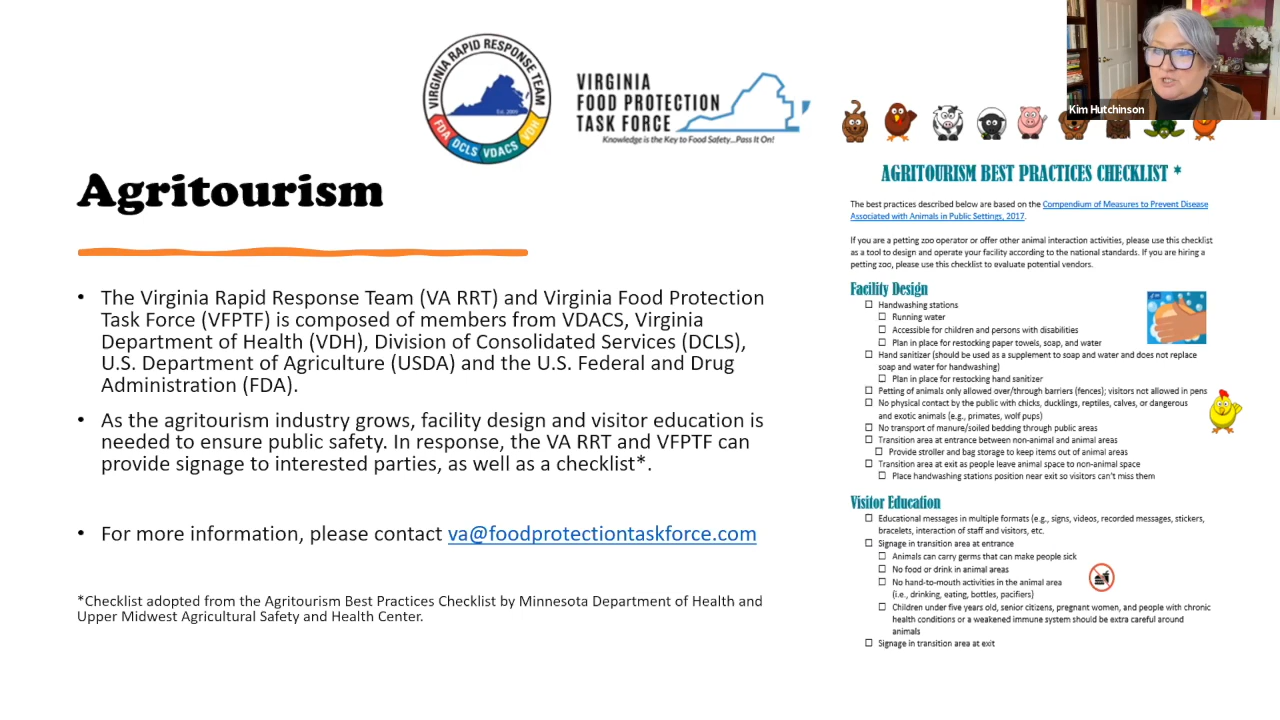 VIRGINIA RAPID RESPONSE TEAM
Est. 2009
FDA DCLS VDACS VDH
VIRGINIA
FOOD PROTECTION
TASK FORCE
Knowledge is the Key to Food Safety...Pass It On!
Kim Hutchinson
Agritourism
• The Virginia Rapid Response Team (VA RRT) and Virginia Food Protection
Task Force (VFPTF) is composed of members from VDACS, Virginia
Department of Health (VDH), Division of Consolidated Services (DCLS),
U.S. Department of Agriculture (USDA) and the U.S. Federal and Drug
Administration (FDA).
• As the agritourism industry grows, facility design and visitor education is
needed to ensure public safety. In response, the VA RRT and VFPTF can
provide signage to interested parties, as well as a checklist*.
• For more information, please contact va@foodprotectiontaskforce.com
*Checklist adopted from the Agritourism Best Practices Checklist by Minnesota Department of Health and
Upper Midwest Agricultural Safety and Health Center.
AGRITOURISM BEST PRACTICES CHECKLIST *
The best practices described below are based on the Compendium of Measures to Prevent Disease
Associated with Animals in Public Settings, 2017.
If you are a petting zoo operator or offer other animal interaction activities, please use this checklist
as a tool to design and operate your facility according to the national standards. If you are hiring a
petting zoo, please use this checklist to evaluate potential vendors.
Facility Design
☐ Handwashing stations
☐ Running water
☐ Accessible for children and persons with disabilities
☐ Plan in place for restocking paper towels, soap, and water
☐ Hand sanitizer (should be used as a supplement to soap and water and does not replace
soap and water for handwashing)
☐ Plan in place for restocking hand sanitizer
☐ Petting of animals only allowed over/through barriers (fences); visitors not allowed in pens
☐ No physical contact by the public with chicks, ducklings, reptiles, calves, or dangerous
and exotic animals (e.g., primates, wolf pups)
☐ No transport of manure/soiled bedding through public areas
☐ Transition area at entrance between non-animal and animal areas
☐ Provide stroller and bag storage to keep items out of animal areas
☐ Transition area at exit as people leave animal space to non-animal space
☐ Place handwashing stations position near exit so visitors can't miss them
Visitor Education
☐ Educational messages in multiple formats (e.g., signs, videos, recorded messages, stickers,
bracelets, interaction of staff and visitors, etc.
☐ Signage in transition area at entrance
☐ Animals can carry germs that can make people sick
☐ No food or drink in animal areas
☐ No hand-to-mouth activities in the animal area
(i.e., drinking, eating, bottles, pacifiers)
☐ Children under five years old, senior citizens, pregnant women, and people with chronic
health conditions or a weakened immune system should be extra careful around
animals
☐ Signage in transition area at exit